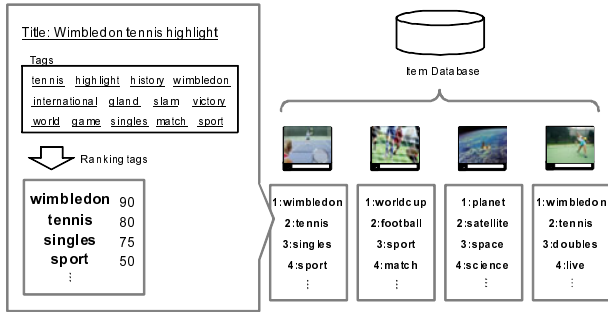 Title: Wimbledon tennis highlight
Tags
tennis highlight history wimbledon
international gland slam victory
world game singles match sport
Ranking tags
wimbledon 90
tennis 80
singles 75
sport 50
⋮
Item Database
1:wimbledon
2:tennis
3:singles
4:sport
⋮
1:worldcup
2:football
3:sport
4:match
⋮
1:planet
2:satellite
3:space
4:science
⋮
1:wimbledon
2:tennis
3:doubles
4:live
⋮